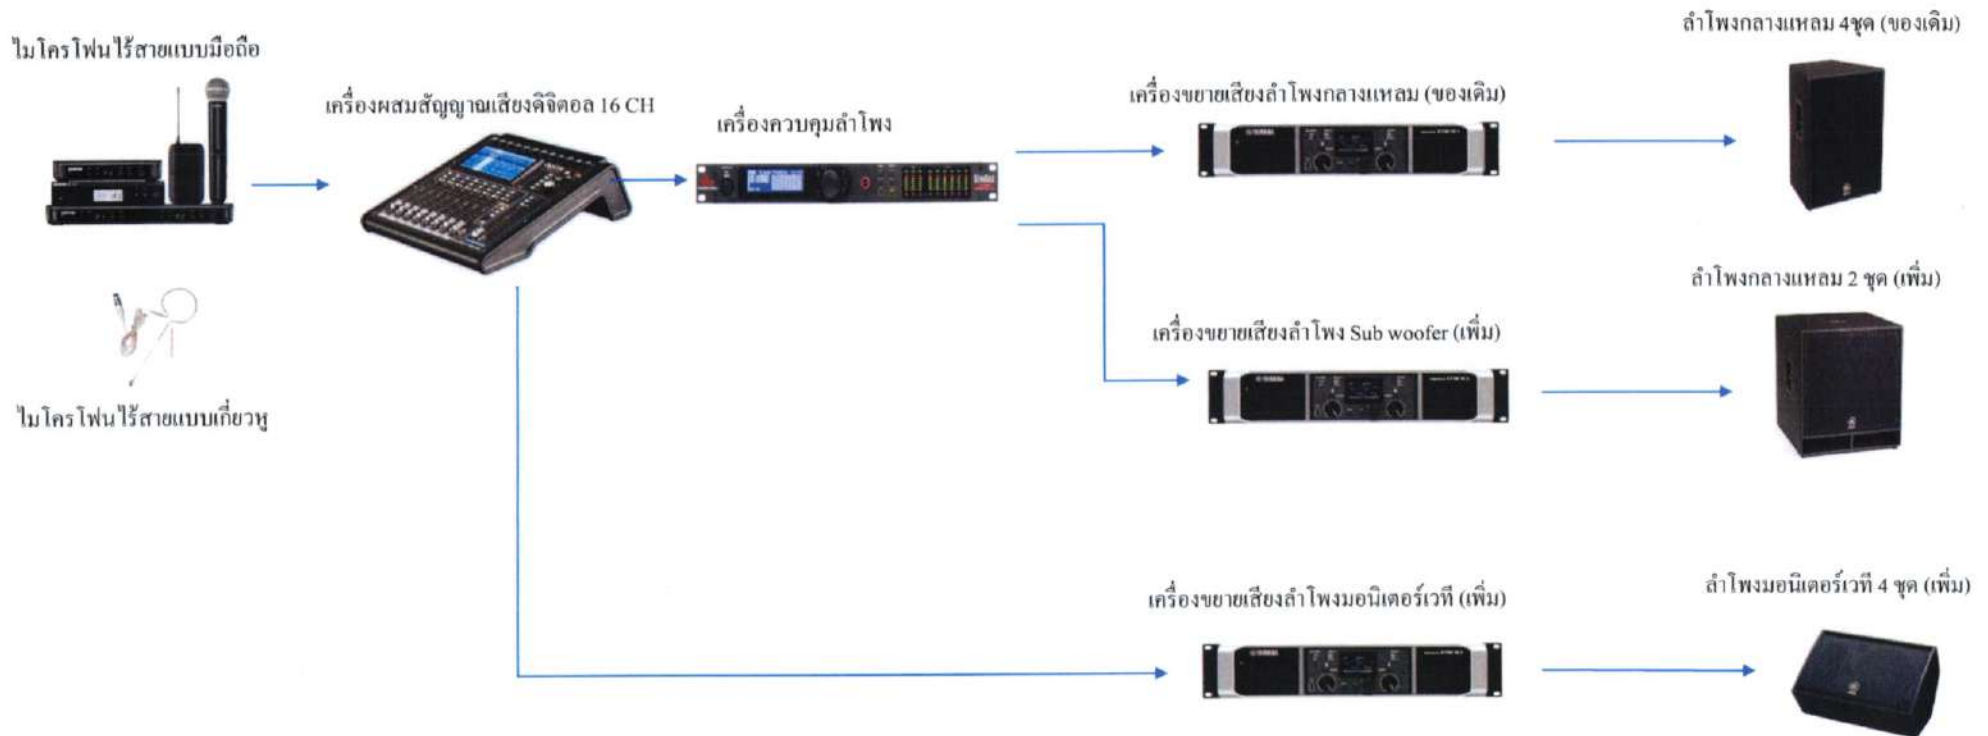 ไมโครโฟนไร้สายแบบมือถือ
เครื่องผสมสัญญาณเสียงดิจิตอล 16 CH
เครื่องควบคุมลำโพง
เครื่องขยายเสียงลำโพงกลางแหลม (ของเดิม)
ลำโพงกลางแหลม 4ชุด (ของเดิม)
ไมโครโฟนไร้สายแบบเกี่ยวหู
เครื่องขยายเสียงลำโพง Sub woofer (เพิ่ม)
ลำโพงกลางแหลม 2 ชุด (เพิ่ม)
เครื่องขยายเสียงลำโพงมอนิเตอร์เวที (เพิ่ม)
ลำโพงมอนิเตอร์เวที 4 ชุด (เพิ่ม)